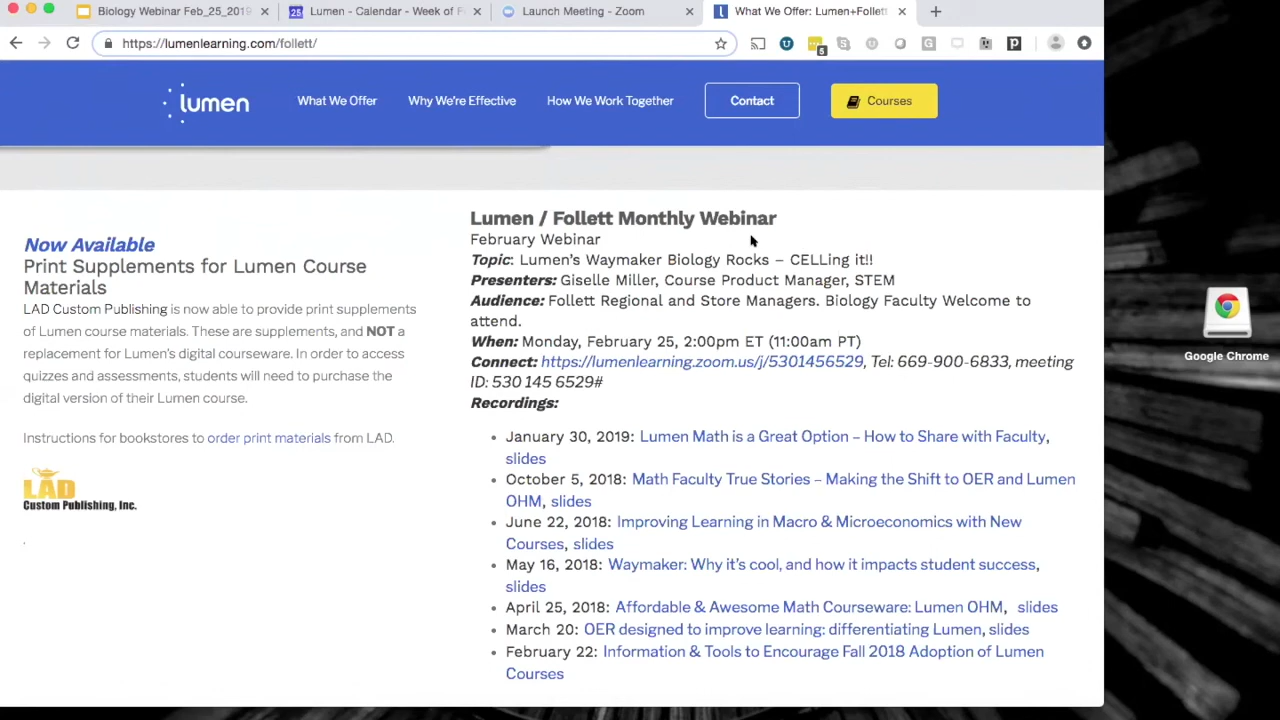 Biology Webinar Feb_25_2019
Lumen - Calendar - Week of F
Launch Meeting - Zoom
What We Offer: Lumen+Follett
https://lumenlearning.com/follett/
5
lumen
What We Offer
Why We're Effective
How We Work Together
Contact
Courses
Now Available
Print Supplements for Lumen Course
Materials
LAD Custom Publishing is now able to provide print supplements
of Lumen course materials. These are supplements, and NOT a
replacement for Lumen's digital courseware. In order to access
quizzes and assessments, students will need to purchase the
digital version of their Lumen course.
Instructions for bookstores to order print materials from LAD.
LAD
Custom Publishing, Inc.
.
Lumen / Follett Monthly Webinar
February Webinar
Topic: Lumen's Waymaker Biology Rocks – CELLing it!!
Presenters: Giselle Miller, Course Product Manager, STEM
Audience: Follett Regional and Store Managers. Biology Faculty Welcome to
attend.
When: Monday, February 25, 2:00pm ET (11:00am PT)
Connect: https://lumenlearning.zoom.us/j/5301456529, Tel: 669-900-6833, meeting
ID: 530 145 6529#
Recordings:
• January 30, 2019: Lumen Math is a Great Option – How to Share with Faculty,
slides
• October 5, 2018: Math Faculty True Stories – Making the Shift to OER and Lumen
OHM, slides
• June 22, 2018: Improving Learning in Macro & Microeconomics with New
Courses, slides
• May 16, 2018: Waymaker: Why it's cool, and how it impacts student success,
slides
• April 25, 2018: Affordable & Awesome Math Courseware: Lumen OHM, slides
• March 20: OER designed to improve learning: differentiating Lumen, slides
• February 22: Information & Tools to Encourage Fall 2018 Adoption of Lumen
Courses
Google Chrome